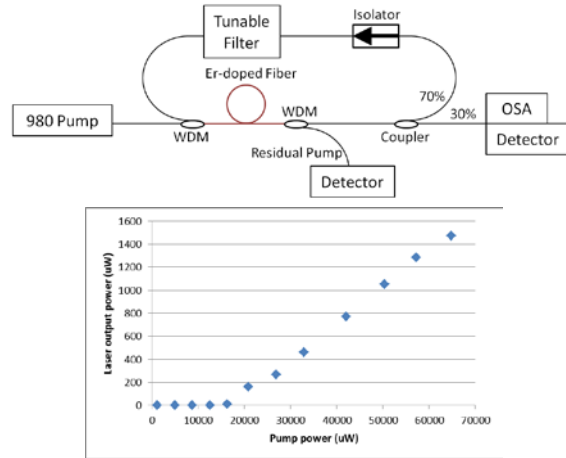 Isolator
Tunable
Filter
Er-doped Fiber
70%
980 Pump
WDM
WDM
Coupler
30%
OSA
Detector
Residual Pump
Detector
1600
1400
1200
1000
800
600
400
200
0
Laser output power (uW)
0 10000 20000 30000 40000 50000 60000 70000
Pump power (uW)